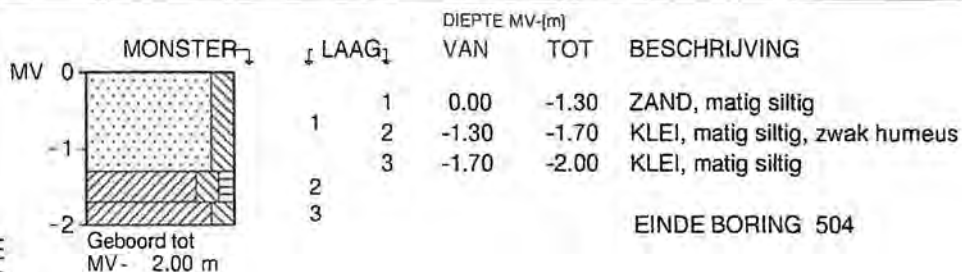 DIEPTE MV-[m]
MONSTER LAAG VAN TOT BESCHRIJVING
MV 0
1 0.00 -1.30 ZAND, matig siltig
1
2 -1.30 -1.70 KLEI, matig siltig, zwak humeus
-1
3 -1.70 -2.00 KLEI, matig siltig
2
3
-2
EINDE BORING 504
Geboord tot
MV- 2.00 m